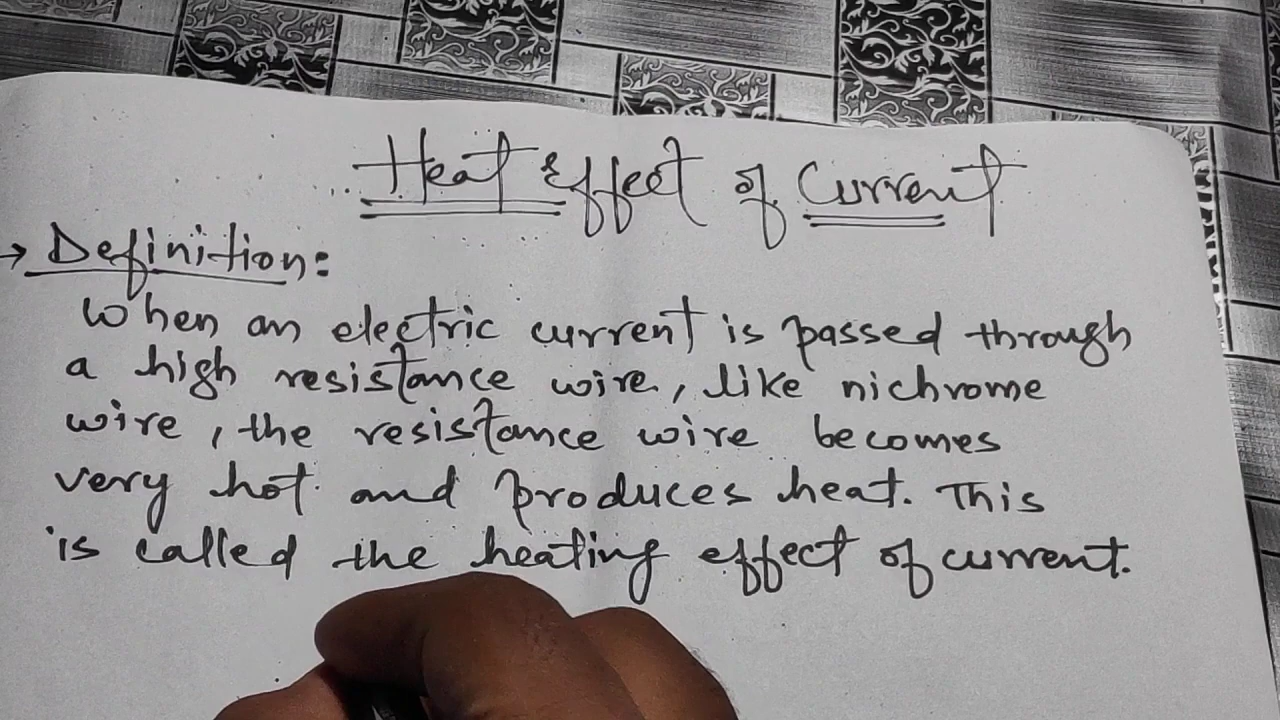 Heat Effect of Current
→ Definition:
When an electric current is passed through
a high resistance wire, like nichrome
wire, the resistance wire becomes
very hot and produces heat. This
is called the heating effect of current.